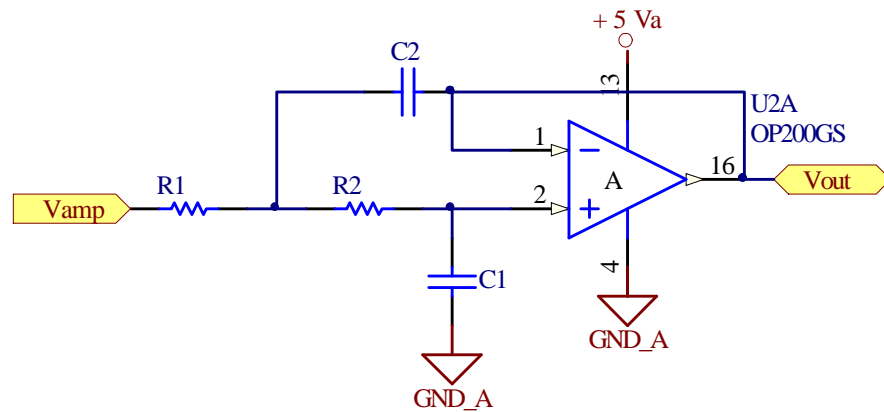 + 5 Va
C2
13
U2A
OP200GS
1
−
R1
R2
A
16
Vamp
2
+
Vout
4
C1
GND_A
GND_A